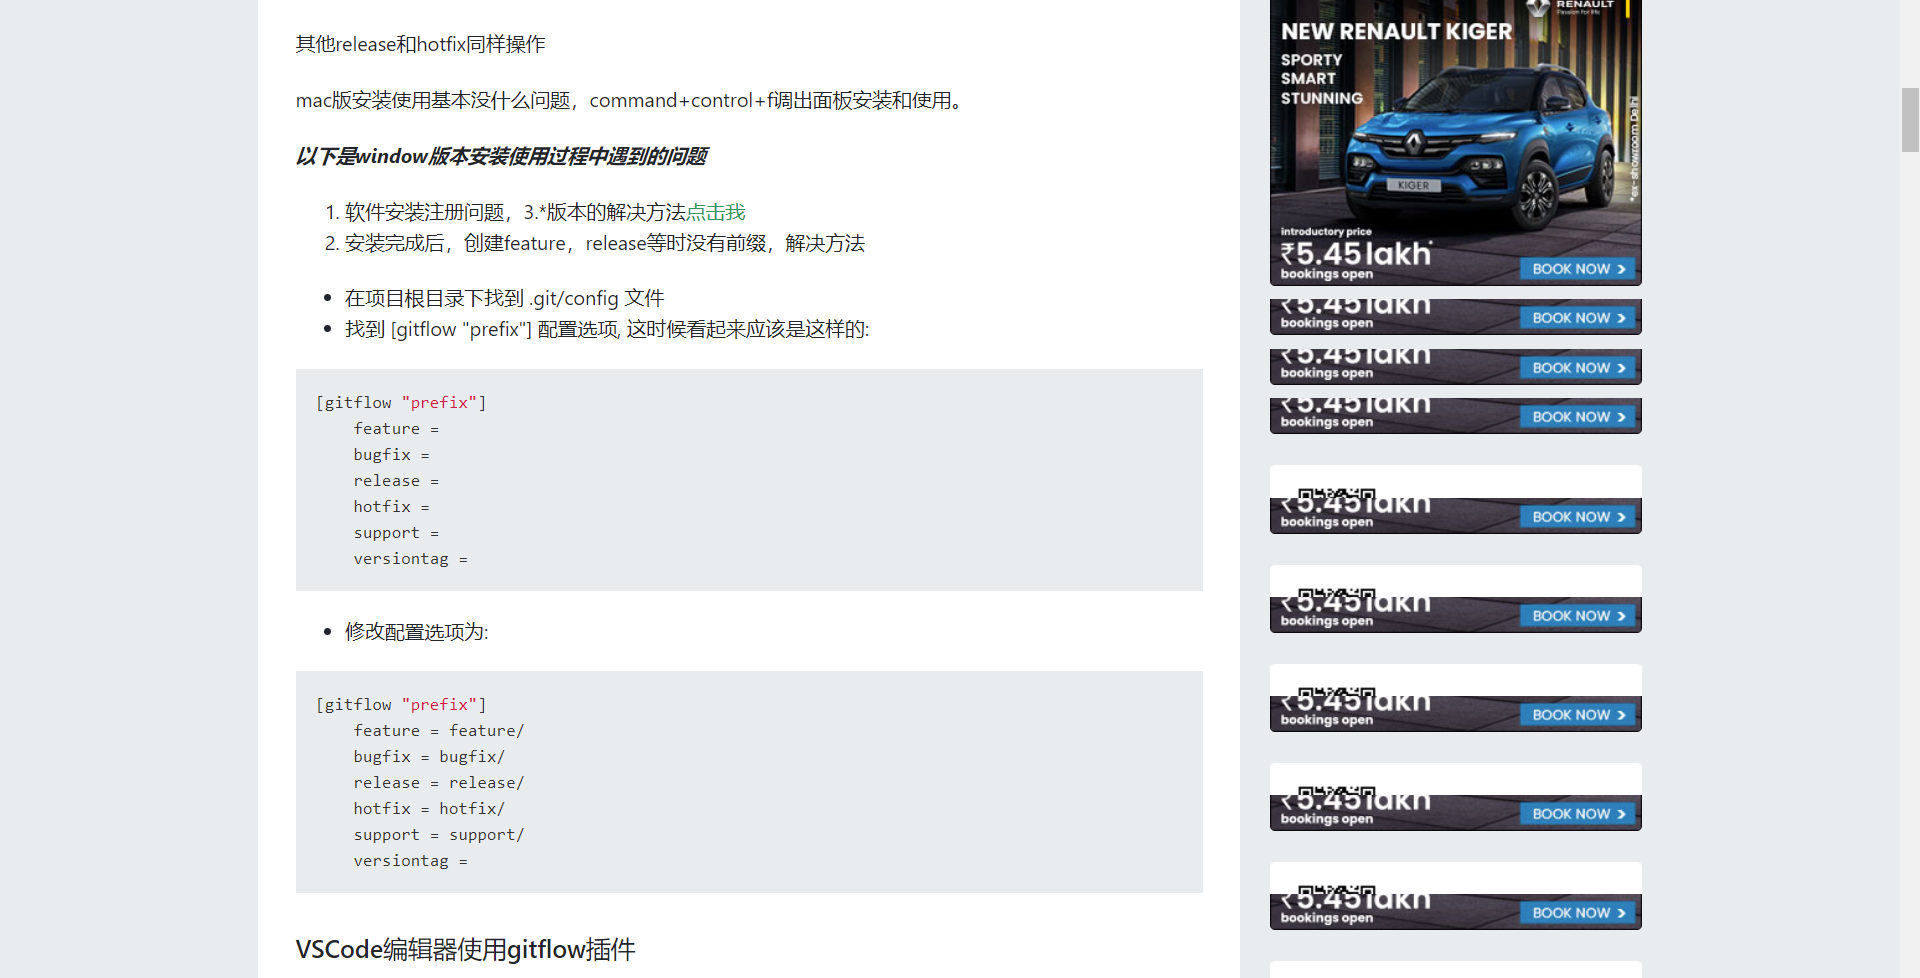 其他release和hotfix同样操作
mac版安装使用基本没什么问题，command+control+f调出面板安装和使用。
以下是window版本安装使用过程中遇到的问题
1. 软件安装注册问题，3.*版本的解决方法点击我
2. 安装完成后，创建feature，release等时没有前缀，解决方法
• 在项目根目录下找到 .git/config 文件
• 找到 [gitflow "prefix"] 配置选项, 这时候看起来应该是这样的:
[gitflow "prefix"]
feature =
bugfix =
release =
hotfix =
support =
versiontag =
• 修改配置选项为:
[gitflow "prefix"]
feature = feature/
bugfix = bugfix/
release = release/
hotfix = hotfix/
support = support/
versiontag =
VSCode编辑器使用gitflow插件
RENAULT
Passion for life
NEW RENAULT KIGER
SPORTY
SMART
STUNNING
*ex-showroom Delhi
KIGER
introductory price
₹5.45 lakh*
bookings open
BOOK NOW
₹5.45 lakh
bookings open
BOOK NOW
₹5.45 lakh
bookings open
BOOK NOW
₹5.45 lakh
bookings open
BOOK NOW
₹5.45 lakh
bookings open
BOOK NOW
₹5.45 lakh
bookings open
BOOK NOW
₹5.45 lakh
bookings open
BOOK NOW
₹5.45 lakh
bookings open
BOOK NOW
₹5.45 lakh
bookings open
BOOK NOW